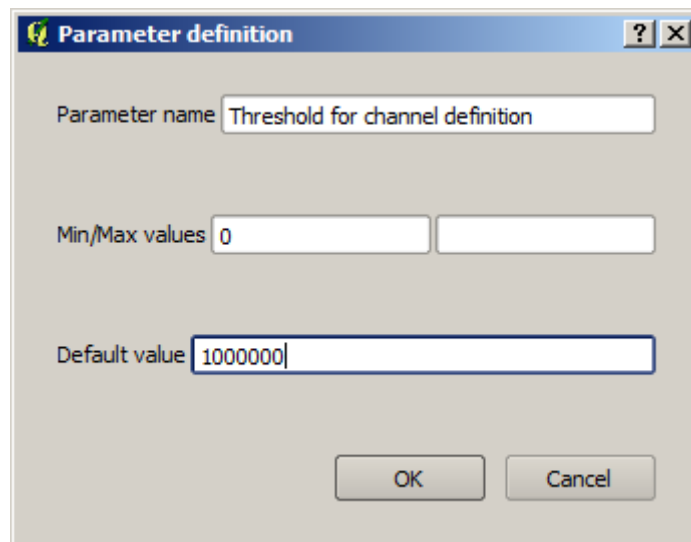 Parameter definition
Parameter name Threshold for channel definition
Min/Max values 0
Default value 1000000
OK Cancel